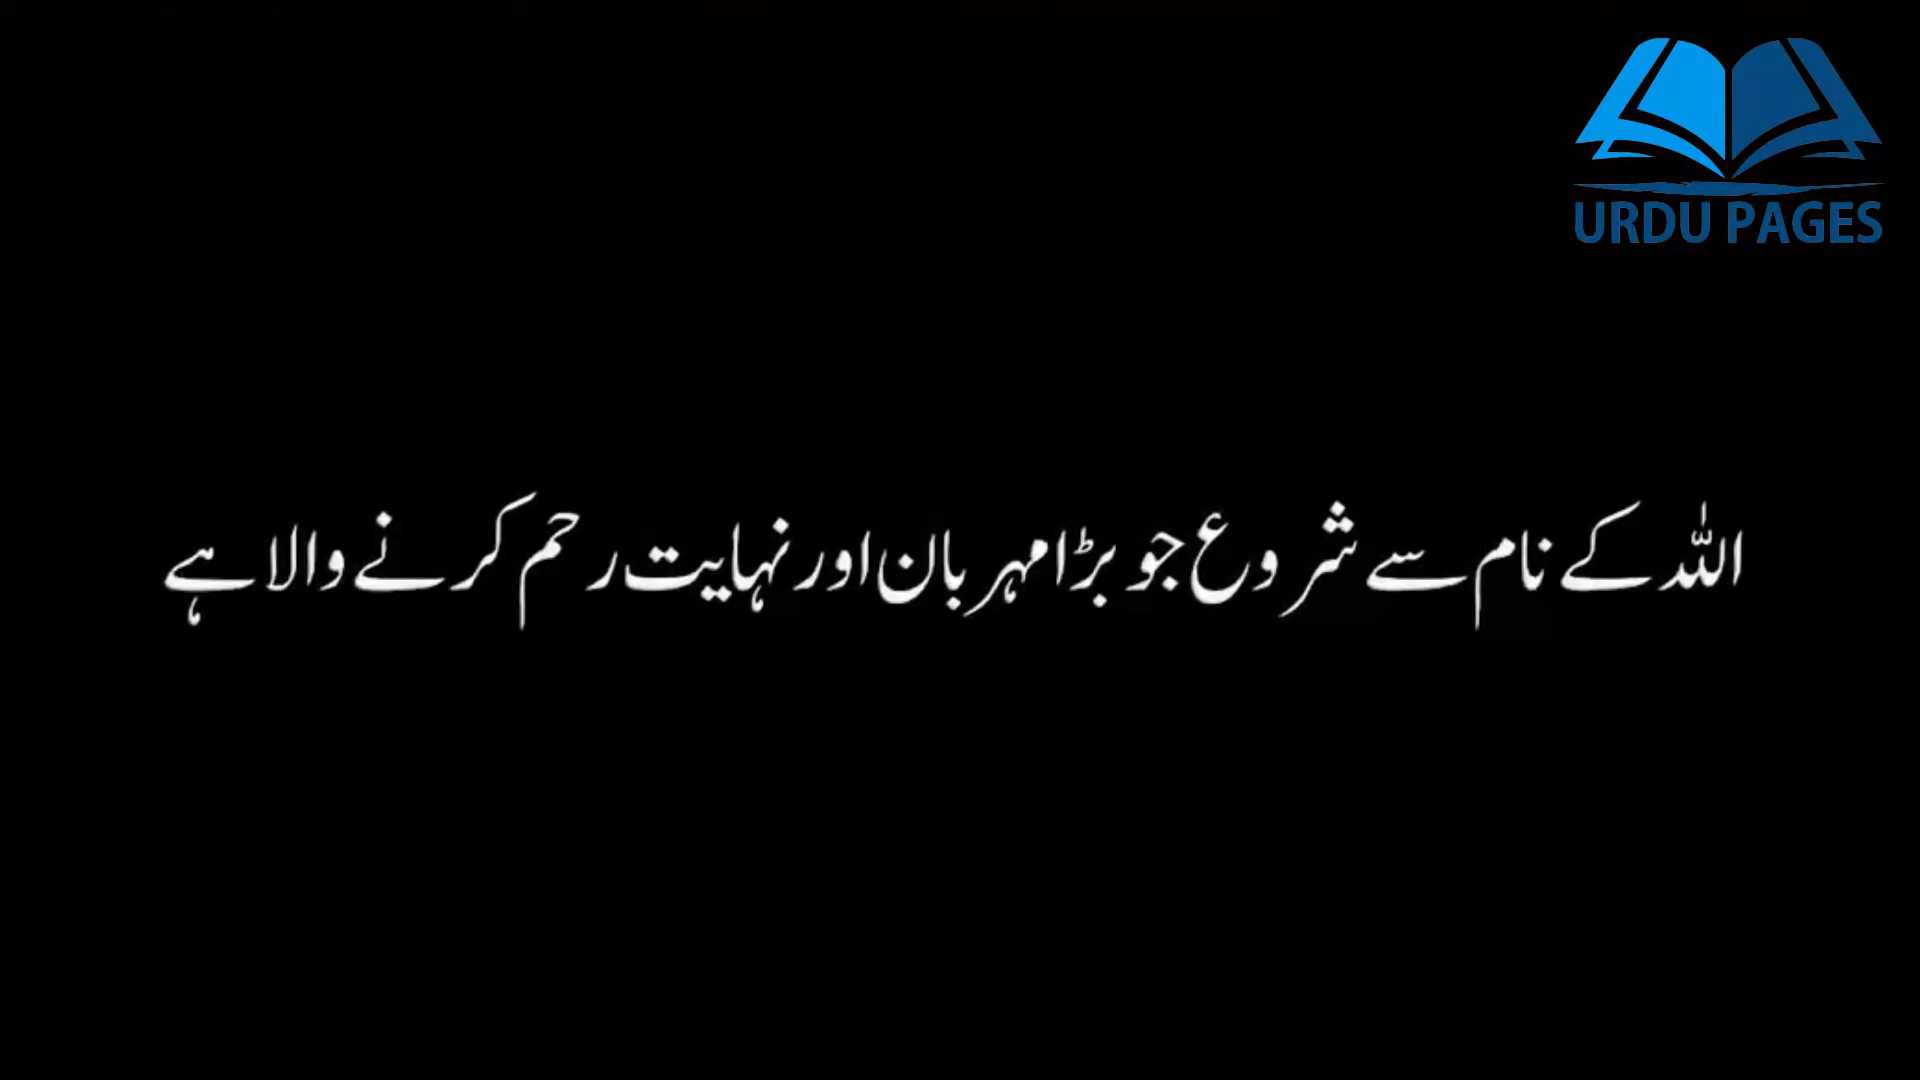 URDU PAGES
اللہ کے نام سے شروع جو بڑا مہربان اور نہایت رحم کرنے والا ہے